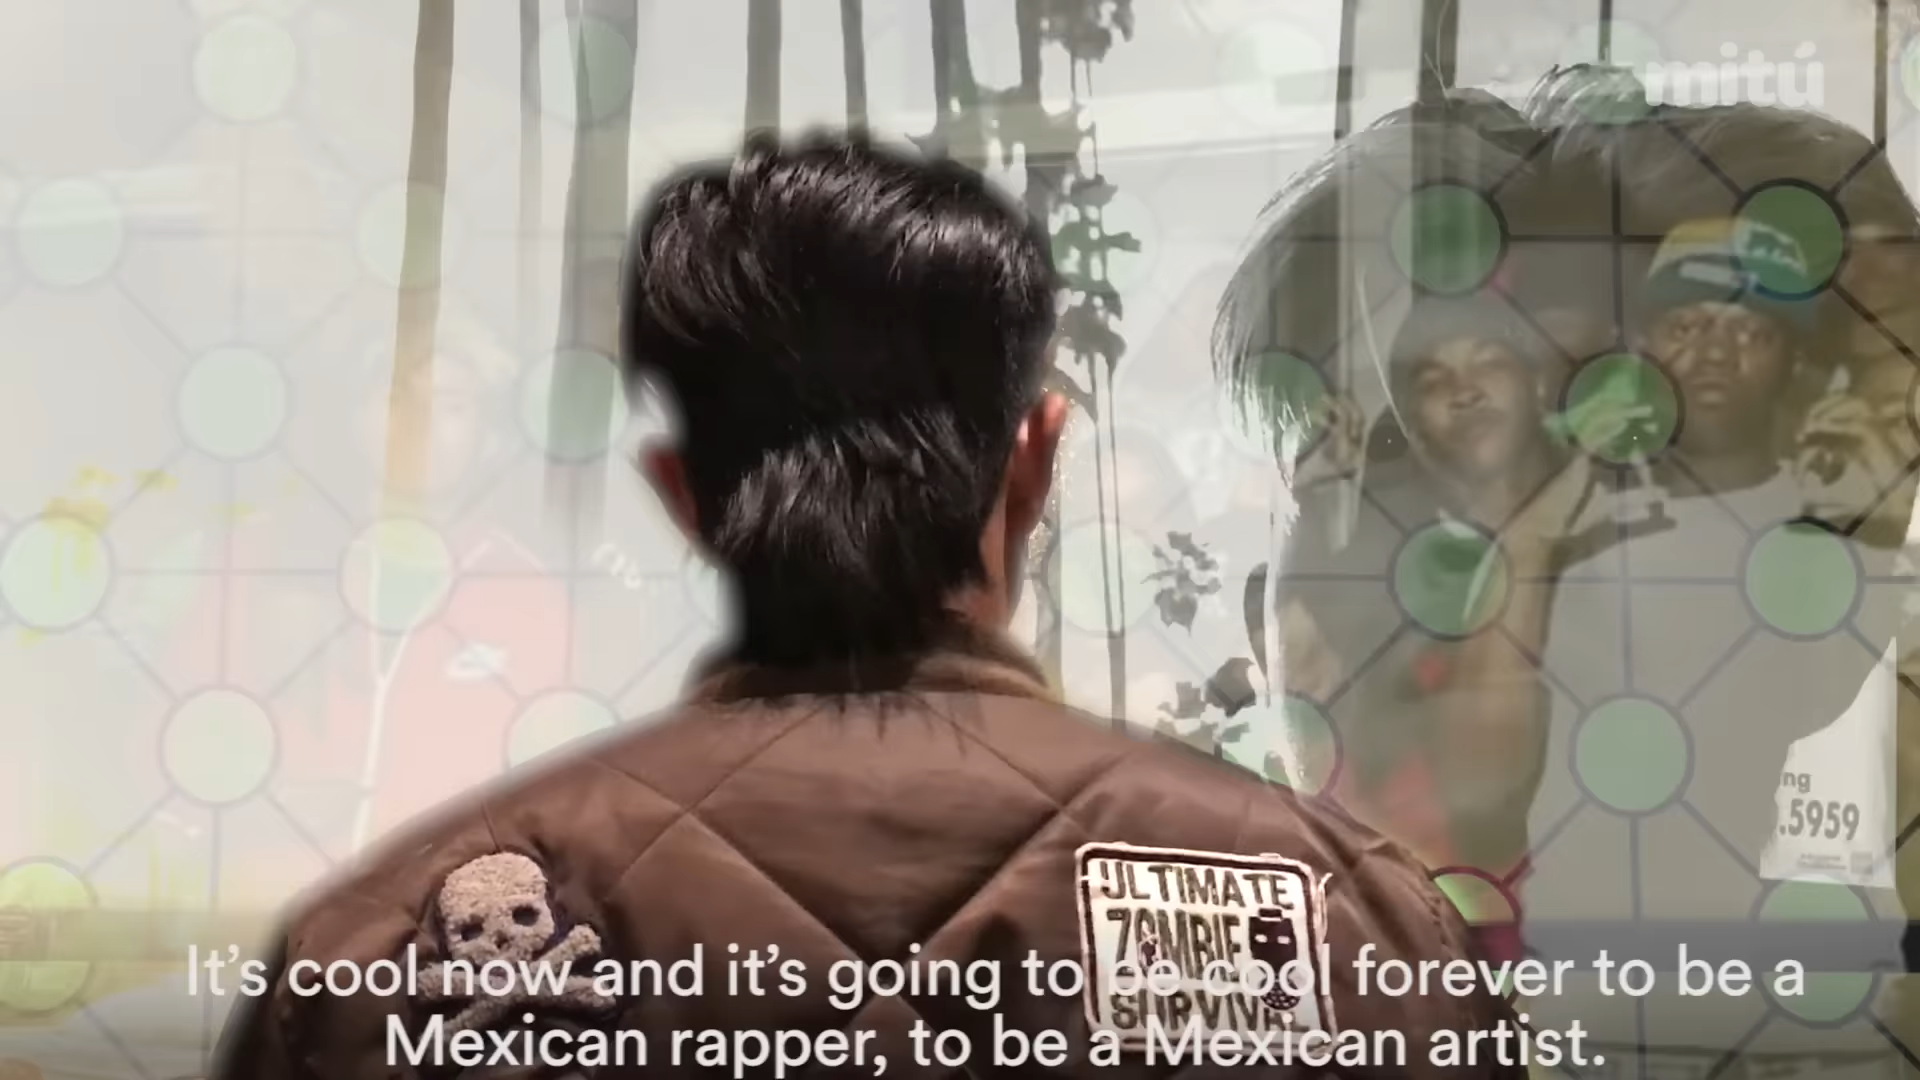 mitú
ng
.5959
ULTIMATE
ZOMBIE
SURVIVAL
It's cool now and it's going to be cool forever to be a
Mexican rapper, to be a Mexican artist.